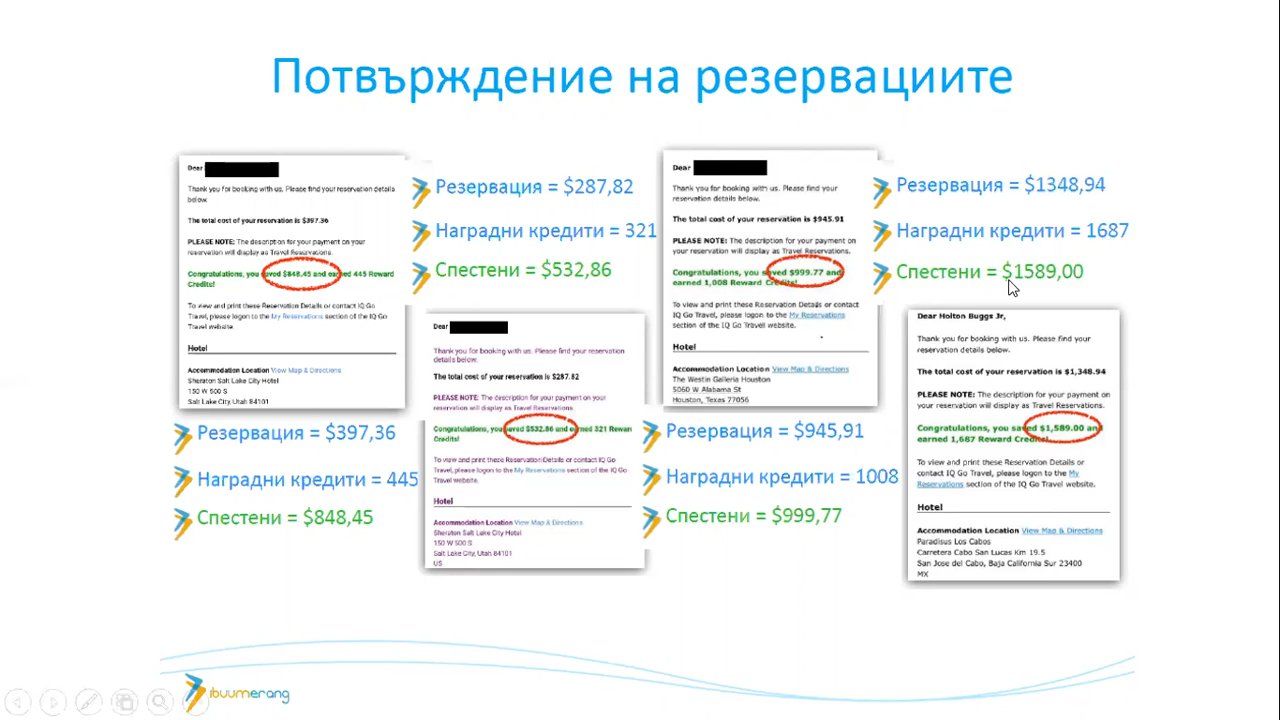 Потвърждение на резервациите
Dear
Thank you for booking with us. Please find your reservation details
below.
The total cost of your reservation is $397.36
PLEASE NOTE: The description for your payment on your
reservation will display as Travel Reservations.
Congratulations, you saved $848.45 and earned 445 Reward
Credits!
To view and print these Reservation Details or contact IQ Go
Travel, please logon to the My Reservations section of the IQ Go
Travel website.
Hotel
Accommodation Location View Map & Directions
Sheraton Salt Lake City Hotel
150 W 500 S
Salt Lake City Utah 84101
Резервация = $397,36
Наградни кредити = 445
Спестени = $848,45
Резервация = $287,82
Наградни кредити = 321
Спестени = $532,86
Dear
Thank you for booking with us. Please find your reservation
details below.
The total cost of your reservation is $287.82
PLEASE NOTE: The description for your payment on your
reservation will display as Travel Reservations.
Congratulations, you saved $532.86 and earned 321 Rewar
Credits!
To view and print these Reservation Details or contact IQ Go
Travel, please logon to the My Reservations section of the IQ Go
Travel website.
Hotel
Accommodation Location View Map & Directions
Sheraton Salt Lake City Hotel
150 W 500 S
Salt Lake City, Utah 84101
US
Dear
Thank you for booking with us. Please find your
reservation details below.
The total cost of your reservation is $945.91
PLEASE NOTE: The description for your payment on
your reservation will display as Travel Reservations.
Congratulations, you saved $999.77 and
earned 1,008 Reward Credits!
To view and print these Reservation Details or contact
IQ Go Travel, please logon to the My Reservations
section of the IQ Go Travel website.
Hotel
Accommodation Location View Map & Directions
The Westin Galleria Houston
5060 W Alabama St
Houston, Texas 77056
Резервация = $945,91
Наградни кредити = 1008
Спестени = $999,77
Резервация = $1348,94
Наградни кредити = 1687
Спестени = $1589,00
Dear Holton Buggs Jr,
Thank you for booking with us. Please find your
reservation details below.
The total cost of your reservation is $1,348.94
PLEASE NOTE: The description for your payment on
your reservation will display as Travel Reservations.
Congratulations, you saved $1,589.00 and
earned 1,687 Reward Credits!
To view and print these Reservation Details or
contact IQ Go Travel, please logon to the My
Reservations section of the IQ Go Travel website.
Hotel
Accommodation Location View Map & Directions
Paradisus Los Cabos
Carretera Cabo San Lucas Km 19.5
San Jose del Cabo, Baja California Sur 23400
MX
ibuumerang